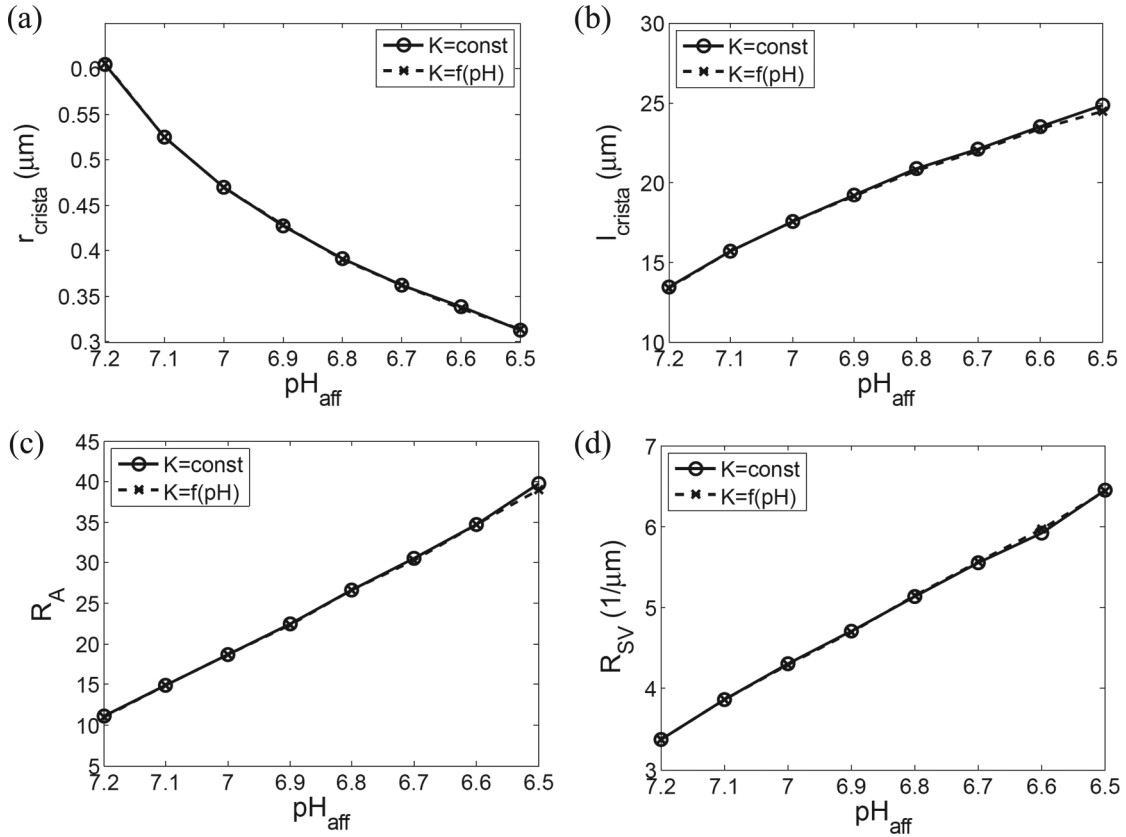 (a)
K=const
K=f(pH)
0.6
0.55
0.5
0.45
0.4
0.35
0.3
7.2 7.1 7 6.9 6.8 6.7 6.6 6.5
r_crista (μm)
pH_aff
(b)
K=const
K=f(pH)
30
25
20
15
10
7.2 7.1 7 6.9 6.8 6.7 6.6 6.5
l_crista (μm)
pH_aff
(c)
K=const
K=f(pH)
45
40
35
30
25
20
15
10
5
7.2 7.1 7 6.9 6.8 6.7 6.6 6.5
R_A
pH_aff
(d)
K=const
K=f(pH)
7
6
5
4
3
7.2 7.1 7 6.9 6.8 6.7 6.6 6.5
R_SV (1/μm)
pH_aff